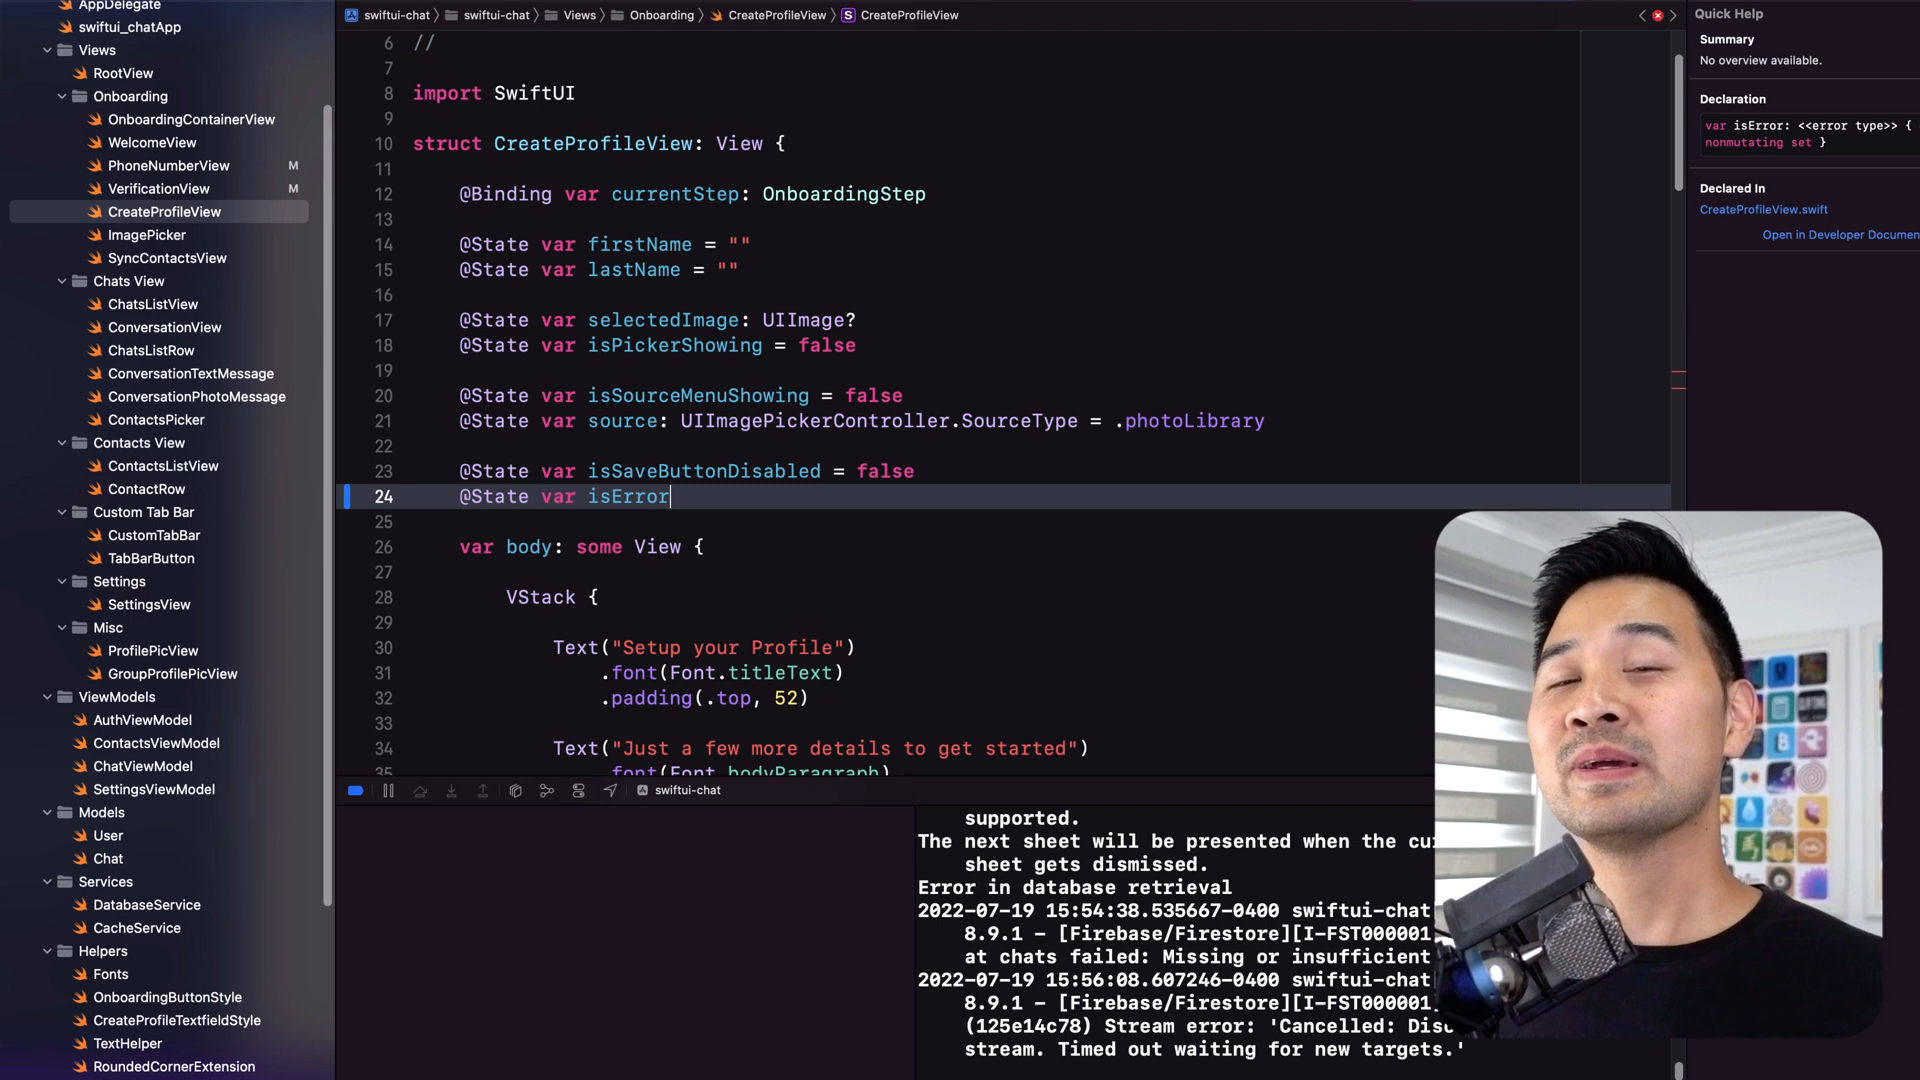 AppDelegate
swiftui_chatApp
Views
RootView
Onboarding
OnboardingContainerView
WelcomeView
PhoneNumberView M
VerificationView M
CreateProfileView
ImagePicker
SyncContactsView
Chats View
ChatsListView
ConversationView
ChatsListRow
ConversationTextMessage
ConversationPhotoMessage
ContactsPicker
Contacts View
ContactsListView
ContactRow
Custom Tab Bar
CustomTabBar
TabBarButton
Settings
SettingsView
Misc
ProfilePicView
GroupProfilePicView
ViewModels
AuthViewModel
ContactsViewModel
ChatViewModel
SettingsViewModel
Models
User
Chat
Services
DatabaseService
CacheService
Helpers
Fonts
OnboardingButtonStyle
CreateProfileTextfieldStyle
TextHelper
RoundedCornerExtension
swiftui-chat swiftui-chat Views Onboarding CreateProfileView S CreateProfileView
6 //
7
8 import SwiftUI
9
10 struct CreateProfileView: View {
11
12 @Binding var currentStep: OnboardingStep
13
14 @State var firstName = ""
15 @State var lastName = ""
16
17 @State var selectedImage: UIImage?
18 @State var isPickerShowing = false
19
20 @State var isSourceMenuShowing = false
21 @State var source: UIImagePickerController.SourceType = .photoLibrary
22
23 @State var isSaveButtonDisabled = false
24 @State var isError
25
26 var body: some View {
27
28 VStack {
29
30 Text("Setup your Profile")
31 .font(Font.titleText)
32 .padding(.top, 52)
33
34 Text("Just a few more details to get started")
35 .font(Font.bodyParagraph)
swiftui-chat
supported.
The next sheet will be presented when the cu
sheet gets dismissed.
Error in database retrieval
2022-07-19 15:54:38.535667-0400 swiftui-chat
8.9.1 - [Firebase/Firestore][I-FST000001
at chats failed: Missing or insufficient
2022-07-19 15:56:08.607246-0400 swiftui-chat
8.9.1 - [Firebase/Firestore][I-FST000001
(125e14c78) Stream error: 'Cancelled: Disc
stream. Timed out waiting for new targets.'
Quick Help
Summary
No overview available.
Declaration
var isError: <<error type>> {
nonmutating set }
Declared In
CreateProfileView.swift
Open in Developer Documen